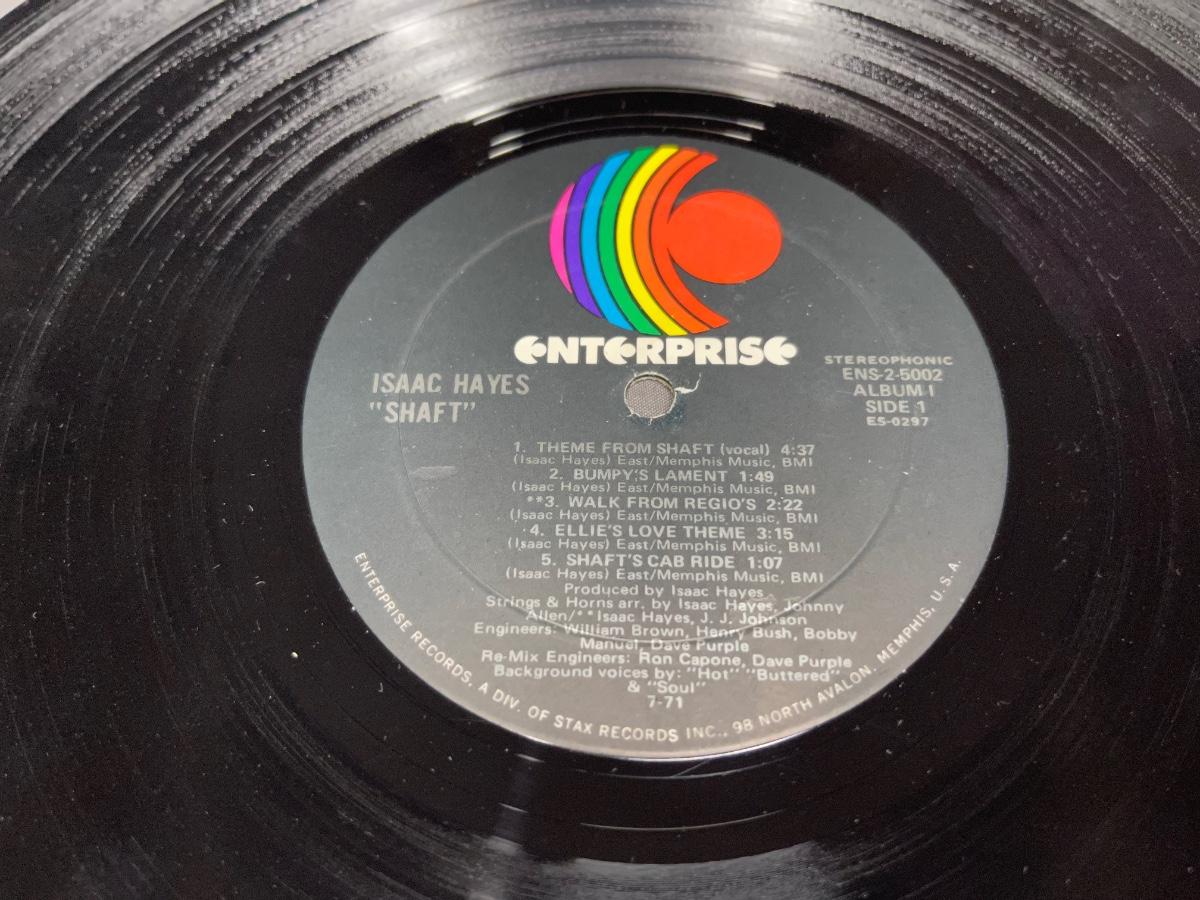 ENTERPRISE
ISAAC HAYES
"SHAFT"
STEREOPHONIC
ENS-2-5002
ALBUM I
SIDE 1
ES-0297
1. THEME FROM SHAFT (vocal) 4:37
(Isaac Hayes) East/Memphis Music, BMI
2. BUMPY'S LAMENT 1:49
(Isaac Hayes) East/Memphis Music, BMI
**3. WALK FROM REGIO'S 2:22
(Isaac Hayes) East/Memphis Music, BMI
4. ELLIE'S LOVE THEME 3:15
(Isaac Hayes) East/Memphis Music, BMI
5. SHAFT'S CAB RIDE 1:07
(Isaac Hayes) East/Memphis Music, BMI
Produced by Isaac Hayes
Strings & Horns arr. by Isaac Hayes, Johnny
Allen/**Isaac Hayes, J. J. Johnson
Engineers: William Brown, Henry Bush, Bobby
Manuel, Dave Purple
Re-Mix Engineers: Ron Capone, Dave Purple
Background voices by: "Hot" "Buttered"
& "Soul"
7-71
ENTERPRISE RECORDS, A DIV. OF STAX RECORDS INC., 98 NORTH AVALON, MEMPHIS, U.S.A.